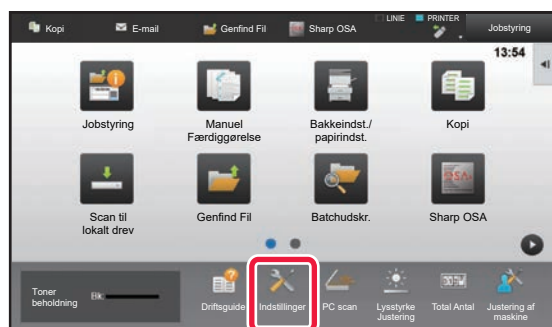 Kopi
E-mail
Genfind Fil
Sharp OSA
LINIE
PRINTER
Jobstyring
13:54
Jobstyring
Manuel
Færdiggørelse
Bakkeindst./
papirindst.
Kopi
Scan til
lokalt drev
Genfind Fil
Batchudskr.
Sharp OSA
Toner
beholdning
Bk:
Driftsguide
Indstillinger
PC scan
Lysstyrke
Justering
Total Antal
Justering af
maskine